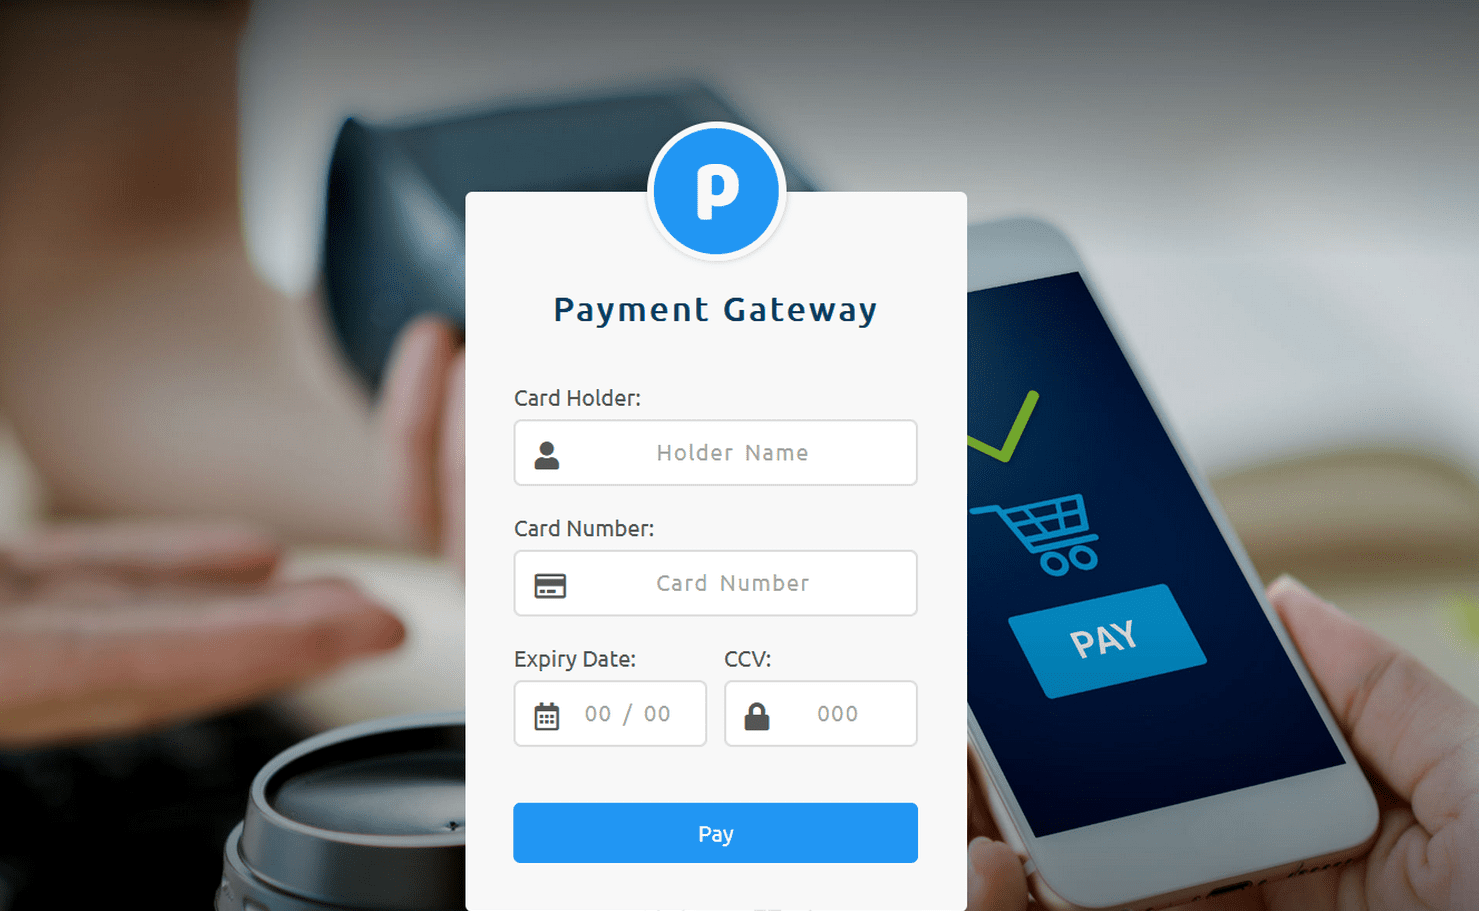 P
Payment Gateway
Card Holder:
Holder Name
Card Number:
Card Number
Expiry Date: CCV:
00 / 00 000
PAY
Pay